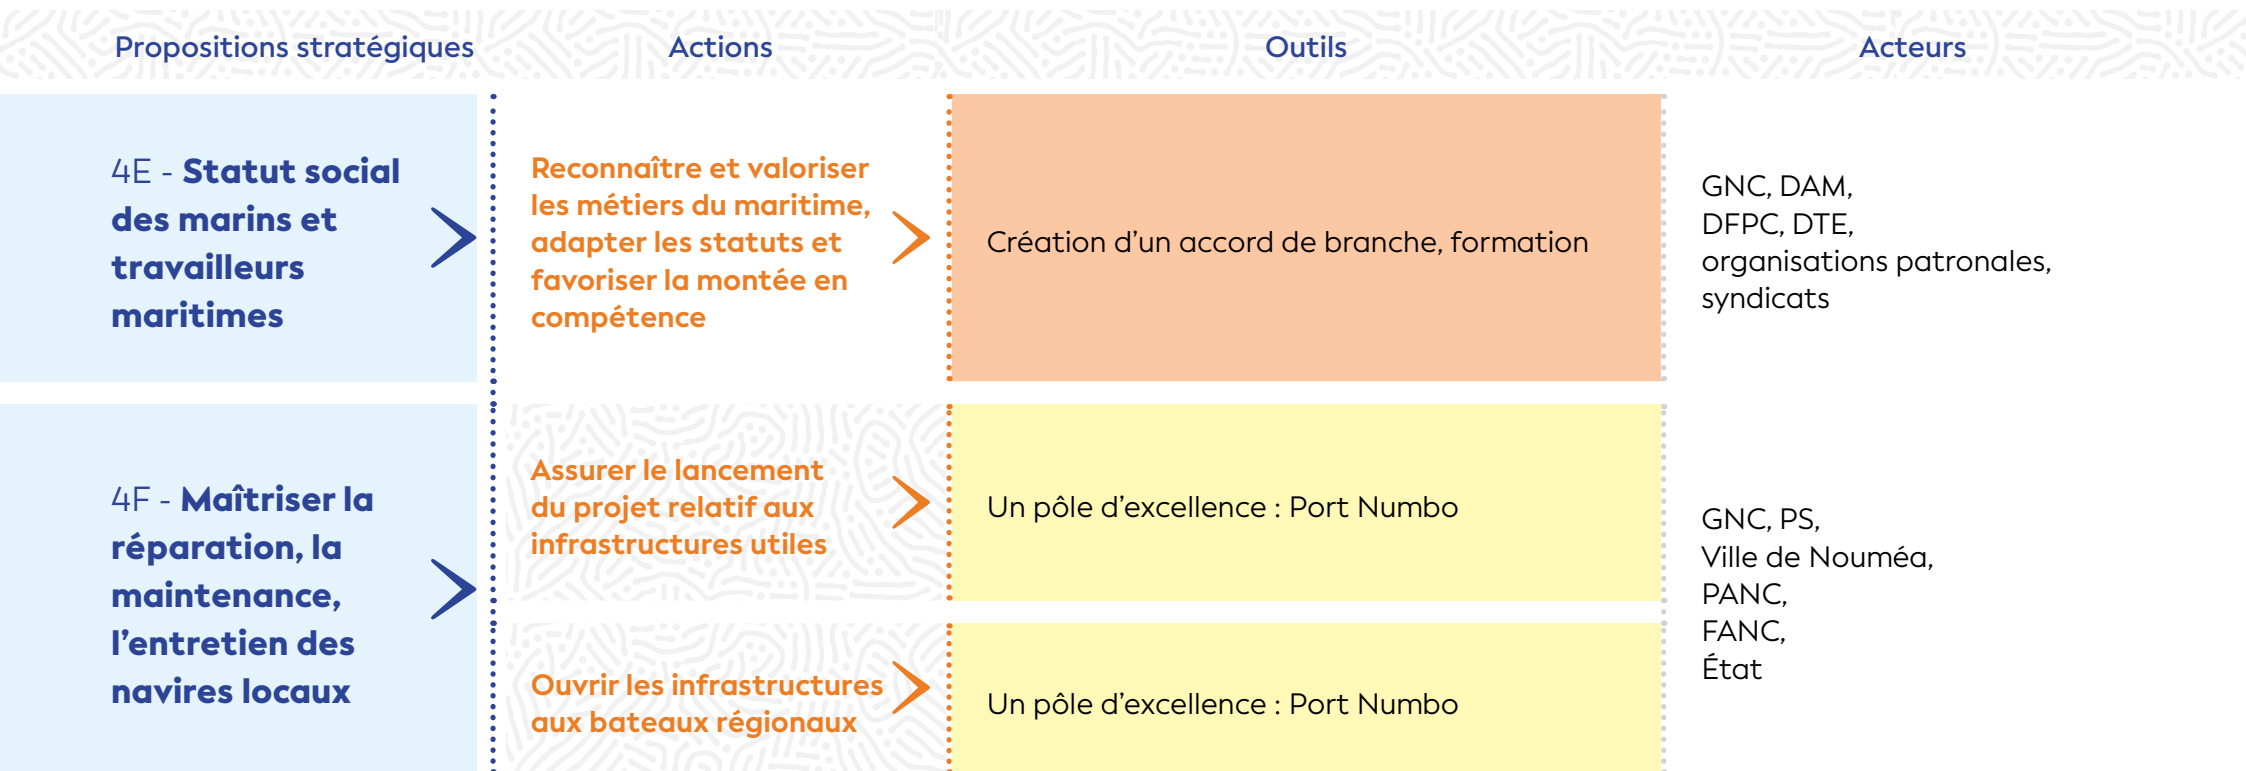 Propositions stratégiques
Actions
Outils
Acteurs
4E - Statut social
des marins et
travailleurs
maritimes
Reconnaître et valoriser
les métiers du maritime,
adapter les statuts et
favoriser la montée en
compétence
Création d’un accord de branche, formation
GNC, DAM,
DFPC, DTE,
organisations patronales,
syndicats
4F - Maîtriser la
réparation, la
maintenance,
l’entretien des
navires locaux
Assurer le lancement
du projet relatif aux
infrastructures utiles
Un pôle d’excellence : Port Numbo
Ouvrir les infrastructures
aux bateaux régionaux
Un pôle d’excellence : Port Numbo
GNC, PS,
Ville de Nouméa,
PANC,
FANC,
État